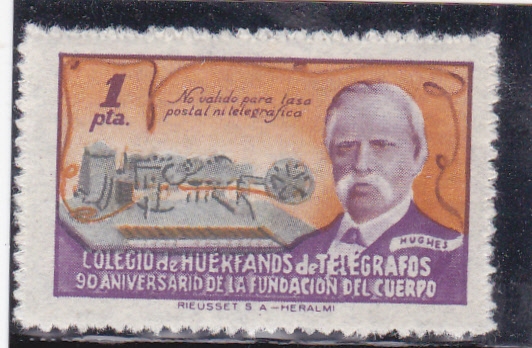 1
pta.
No valido para tasa
postal ni telegrafica
HUGHES
COLEGIO de HUERFANOS de TELEGRAFOS
90 ANIVERSARIO DE LA FUNDACION DEL CUERPO
RIEUSSET S A - HERALMI